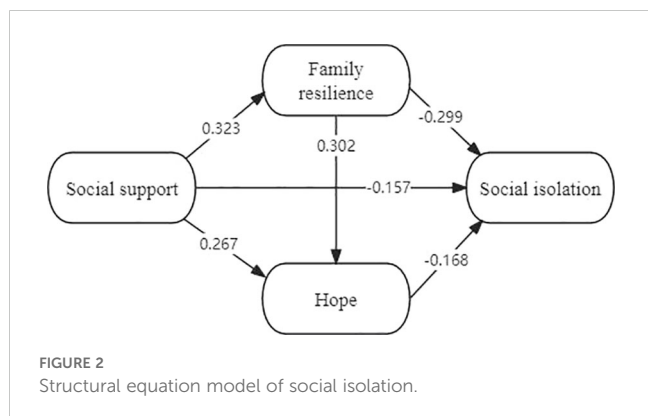 Family
resilience
0.323
-0.299
0.302
Social support
-0.157
Social isolation
0.267
-0.168
Hope
FIGURE 2
Structural equation model of social isolation.